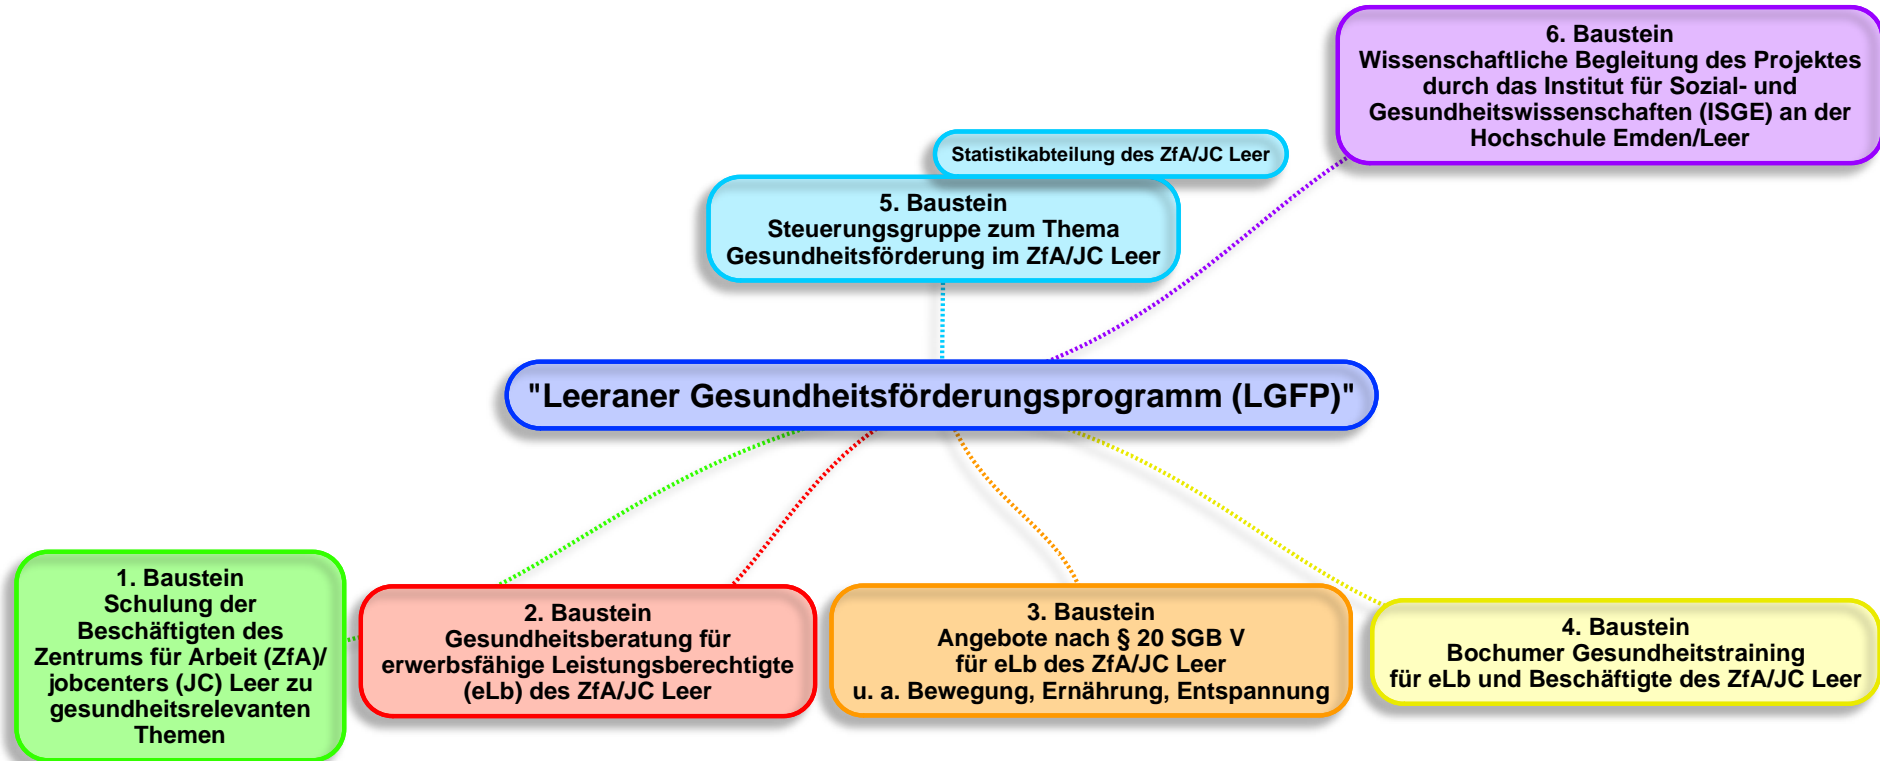 6. Baustein
Wissenschaftliche Begleitung des Projektes
durch das Institut für Sozial- und
Gesundheitswissenschaften (ISGE) an der
Hochschule Emden/Leer
Statistikabteilung des ZfA/JC Leer
5. Baustein
Steuerungsgruppe zum Thema
Gesundheitsförderung im ZfA/JC Leer
"Leeraner Gesundheitsförderungsprogramm (LGFP)"
1. Baustein
Schulung der
Beschäftigten des
Zentrums für Arbeit (ZfA)/
jobcenters (JC) Leer zu
gesundheitsrelevanten
Themen
2. Baustein
Gesundheitsberatung für
erwerbsfähige Leistungsberechtigte
(eLb) des ZfA/JC Leer
3. Baustein
Angebote nach § 20 SGB V
für eLb des ZfA/JC Leer
u. a. Bewegung, Ernährung, Entspannung
4. Baustein
Bochumer Gesundheitstraining
für eLb und Beschäftigte des ZfA/JC Leer